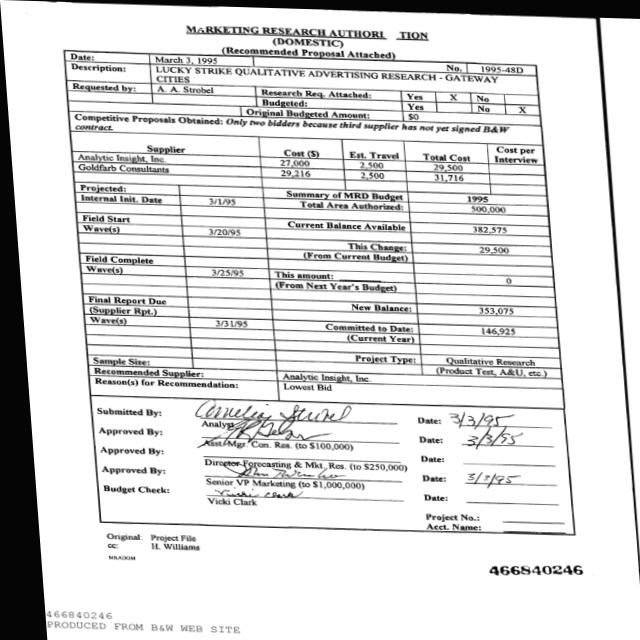 MARKETING RESEARCH AUTHORI TION
(DOMESTIC)
(Recommended Proposal Attached)
Date: March 3, 1995 No. 1995-48D
Description: LUCKY STRIKE QUALITATIVE ADVERTISING RESEARCH - GATEWAY CITIES
Requested by: A. A. Strobel Research Req. Attached: Yes X No
Budgeted: Yes No X
Original Budgeted Amount: $0
Competitive Proposals Obtained: Only two bidders because third supplier has not yet signed B&W
contract.
Supplier Cost ($) Est. Travel Total Cost Cost per Interview
Analytic Insight, Inc. 27,000 2,500 29,500
Goldfarb Consultants 29,216 2,500 31,716
Projected: Summary of MRD Budget 1995
Internal Init. Date 3/1/95 Total Area Authorized: 500,000
Field Start
Wave(s) 3/20/95 Current Balance Available 382,575
This Change: 29,500
(From Current Budget)
Field Complete
Wave(s) 3/25/95 This amount: 0
(From Next Year's Budget)
Final Report Due New Balance: 353,075
(Supplier Rpt.)
Wave(s) 3/31/95 Committed to Date: 146,925
(Current Year)
Project Type: Qualitative Research
Sample Size: (Product Test, A&U, etc.)
Recommended Supplier: Analytic Insight, Inc.
Reason(s) for Recommendation: Lowest Bid
Submitted By: Amelia Strobel Date: 3/3/95
Analyst
Approved By: Date: 3/3/95
Asst/Mgr. Con. Res. (to $100,000)
Approved By: Date:
Director Forecasting & Mkt. Res. (to $250,000)
Approved By: Date: 3/3/95
Senior VP Marketing (to $1,000,000)
Budget Check: Vicki Clark Date:
Vicki Clark
Project No.:
Acct. Name:
Original: Project File
cc: H. Williams
MRADOM
466840246
466840246
PRODUCED FROM B&W WEB SITE